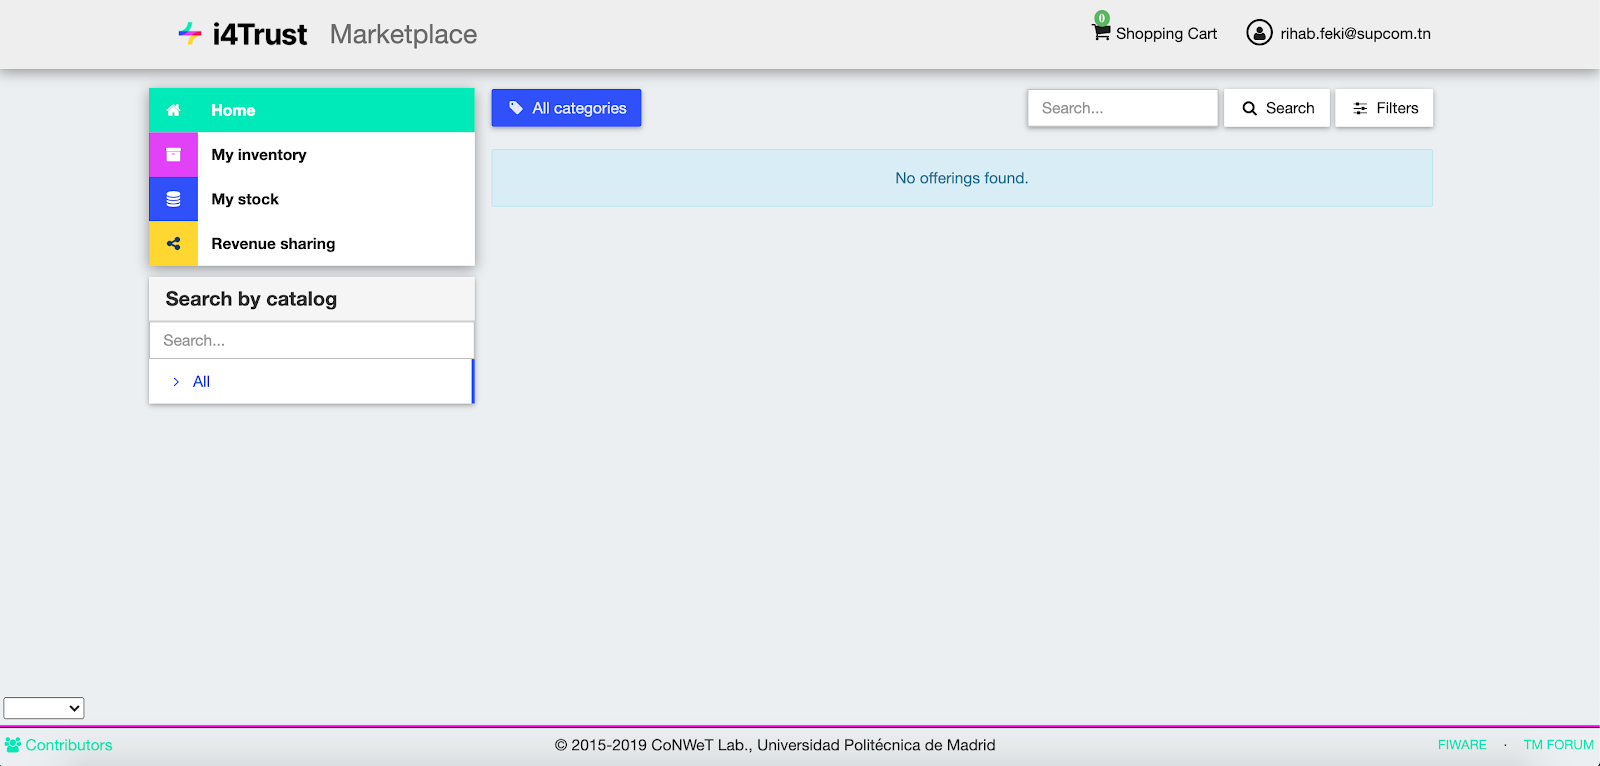 i4Trust Marketplace
0
Shopping Cart
rihab.feki@supcom.tn
Home
My inventory
My stock
Revenue sharing
Search by catalog
Search...
All
All categories
Search...
Search
Filters
No offerings found.
Contributors
© 2015-2019 CoNWeT Lab., Universidad Politécnica de Madrid
FIWARE · TM FORUM